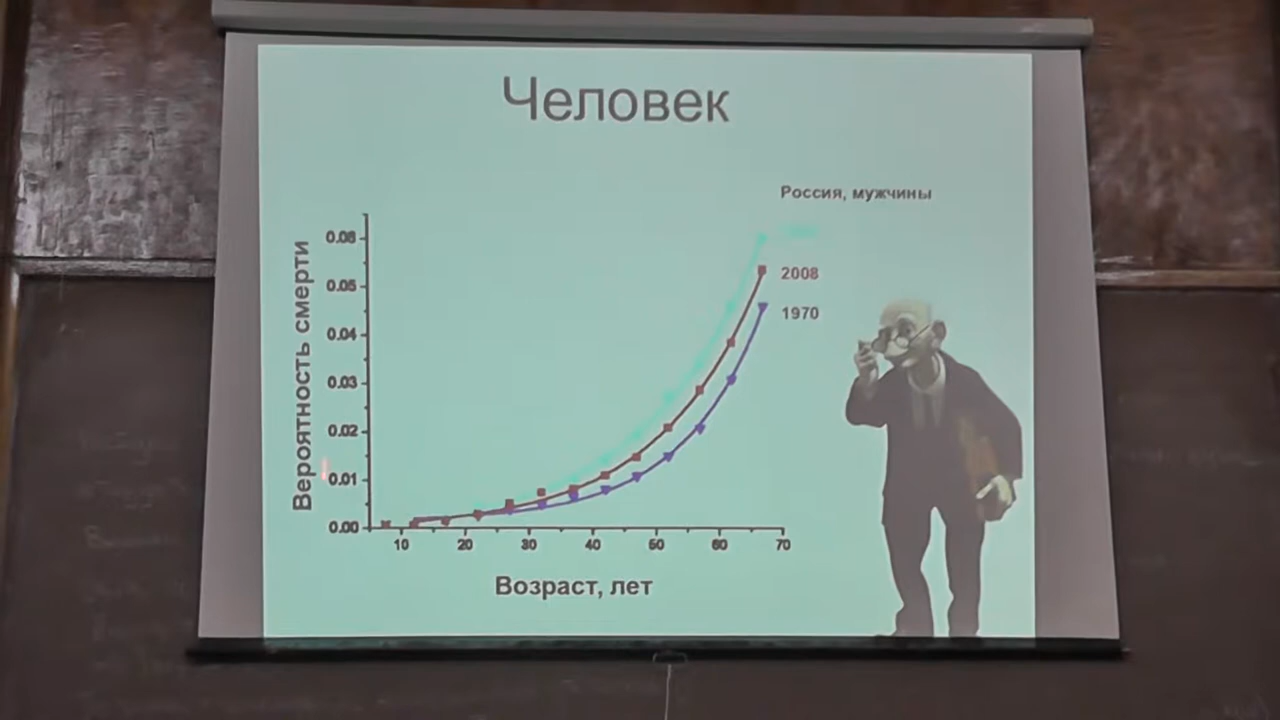 Человек
Россия, мужчины
2008
1970
Вероятность смерти
0.06
0.05
0.04
0.03
0.02
0.01
0.00
10 20 30 40 50 60 70
Возраст, лет